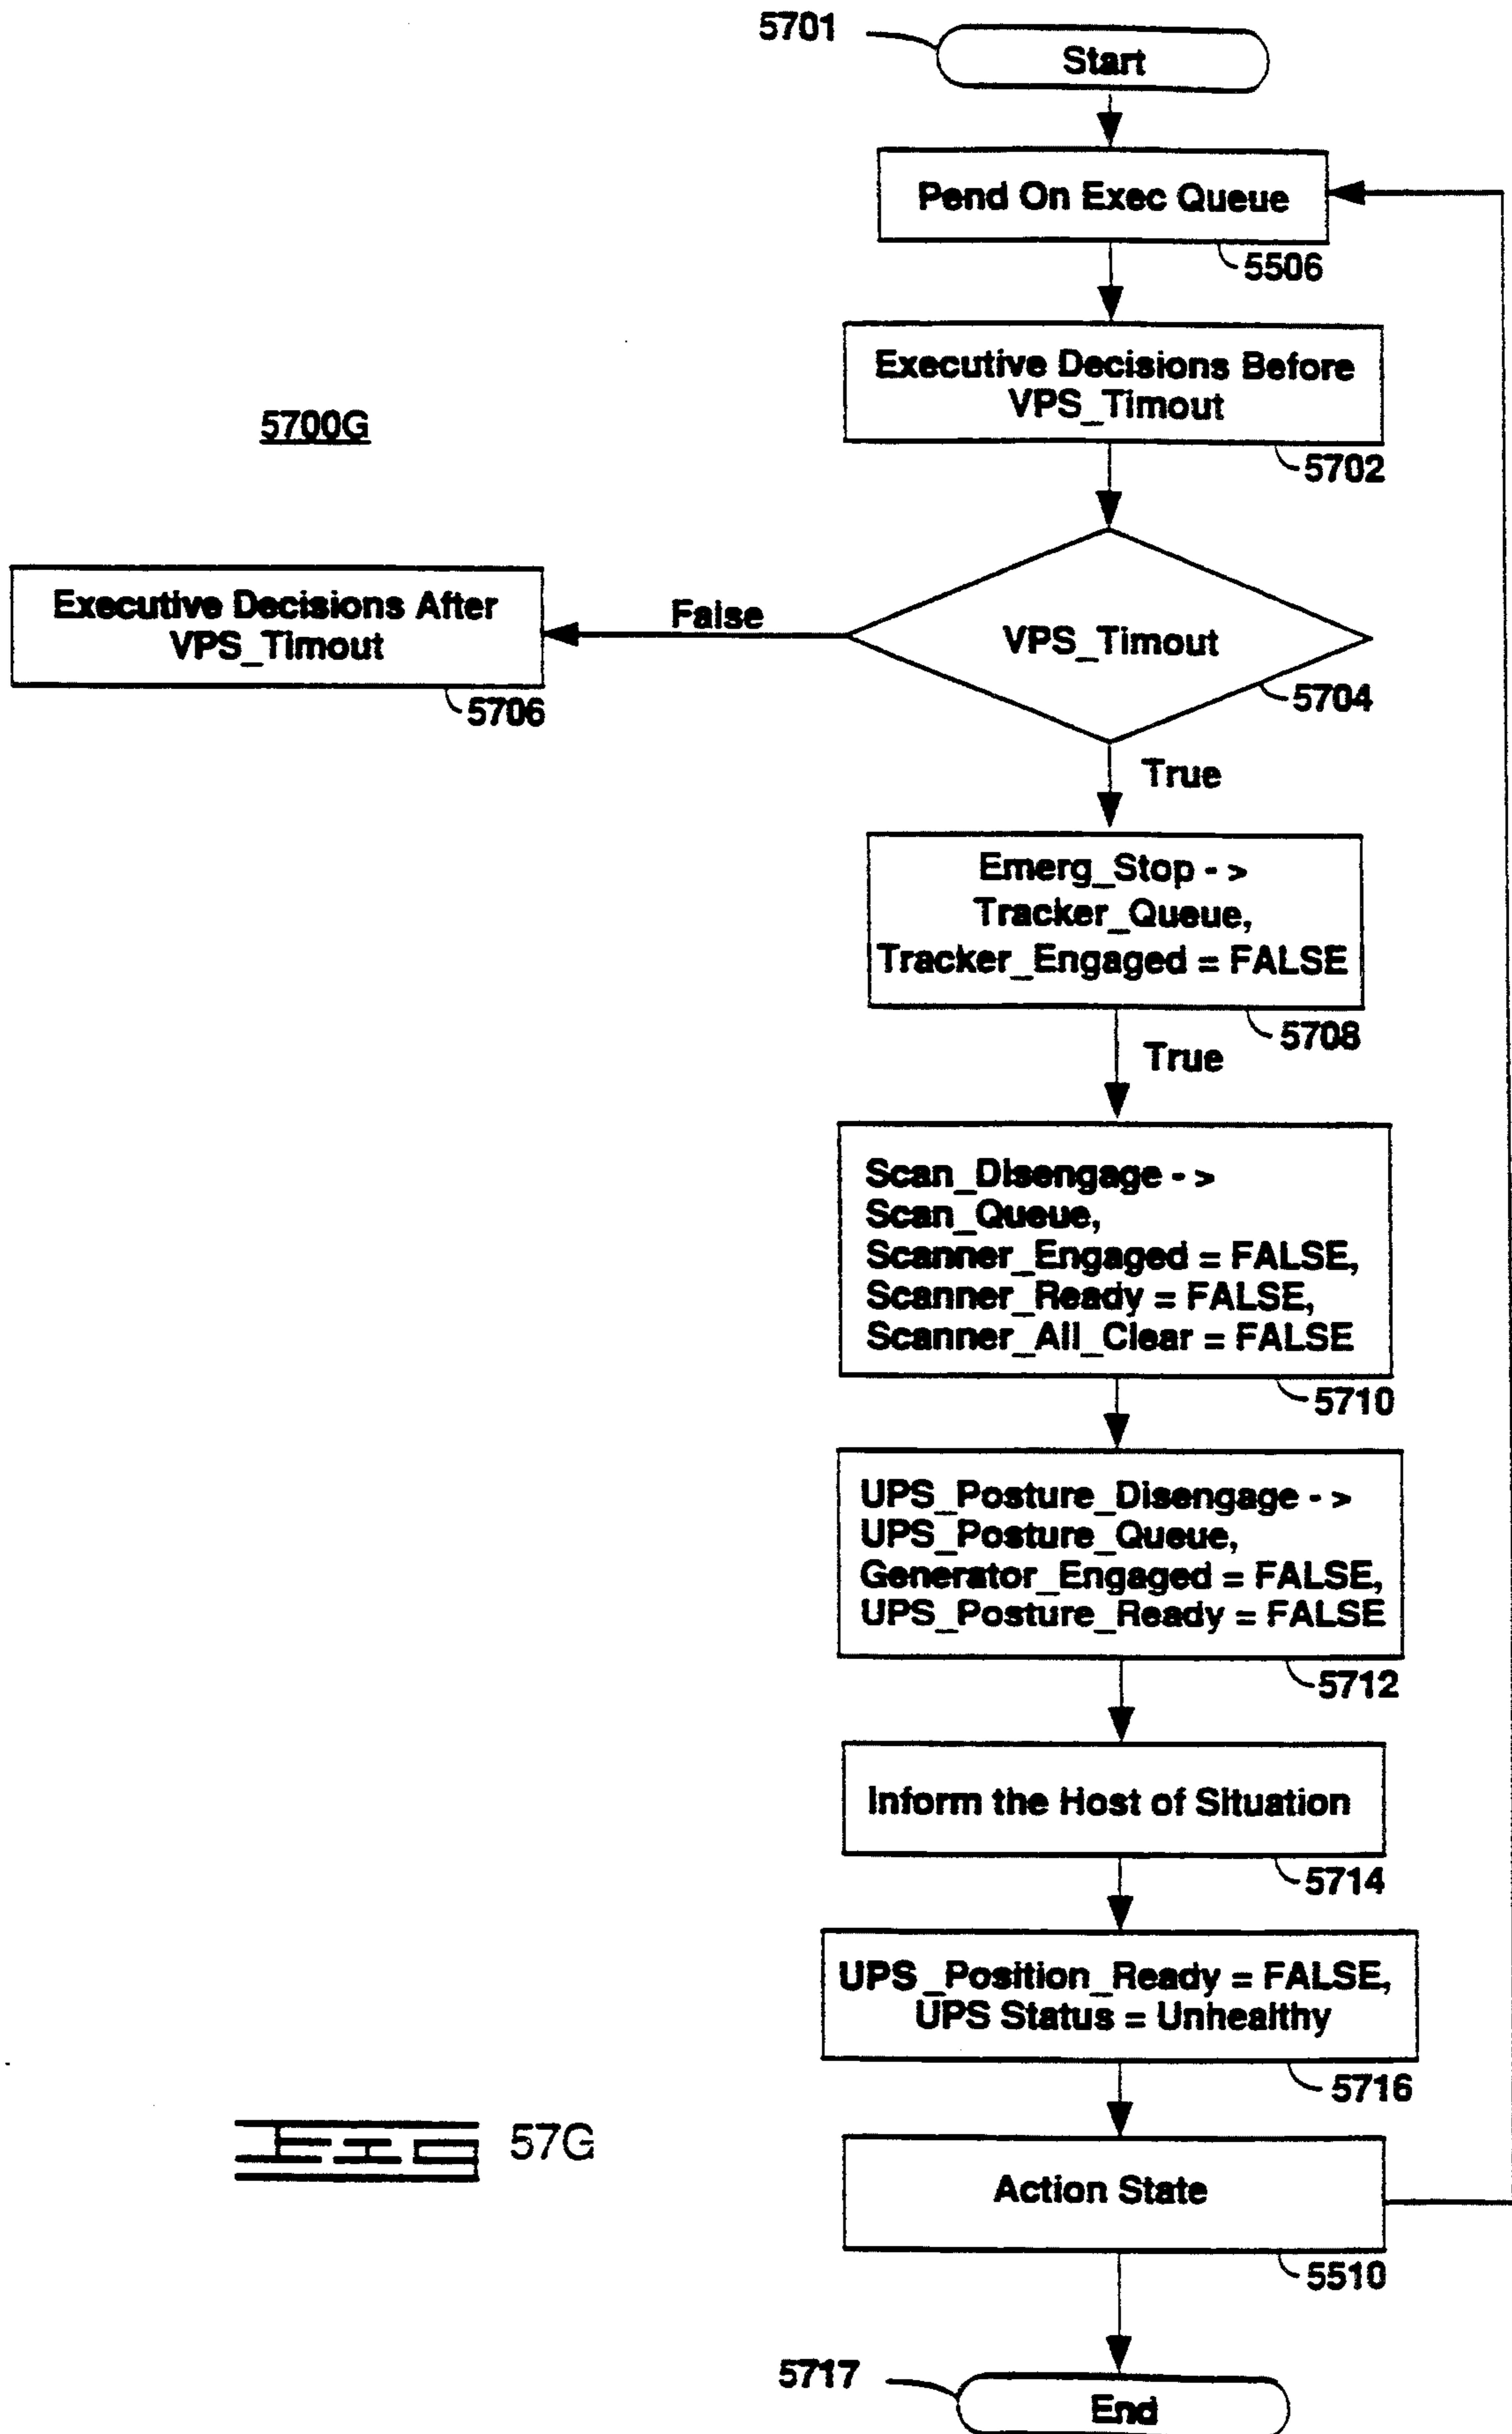 5701
Start
Pend On Exec Queue
5506
Executive Decisions Before
VPS_Timout
5702
5700G
Executive Decisions After
VPS_Timout
5706
False
VPS_Timout
5704
True
Emerg_Stop - >
Tracker_Queue,
Tracker_Engaged = FALSE
5708
True
Scan_Disengage - >
Scan_Queue,
Scanner_Engaged = FALSE,
Scanner_Ready = FALSE,
Scanner_All_Clear = FALSE
5710
UPS_Posture_Disengage - >
UPS_Posture_Queue,
Generator_Engaged = FALSE,
UPS_Posture_Ready = FALSE
5712
Inform the Host of Situation
5714
UPS_Position_Ready = FALSE,
UPS Status = Unhealthy
5716
FIG 57G
Action State
5510
5717
End